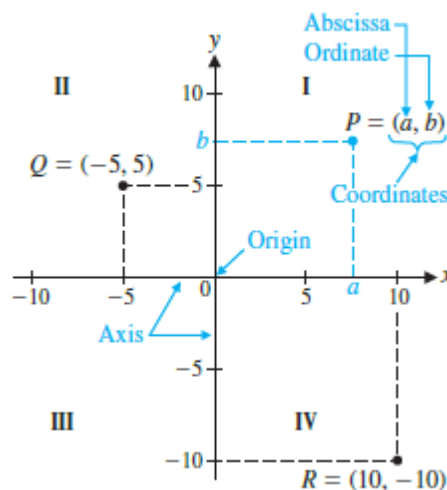 Abscissa
Ordinate
y
II
I
10
P = (a, b)
b
Q = (−5, 5)
5
Coordinates
Origin
−10
−5
0
5
a
10
x
Axis
−5
III
IV
−10
R = (10, −10)